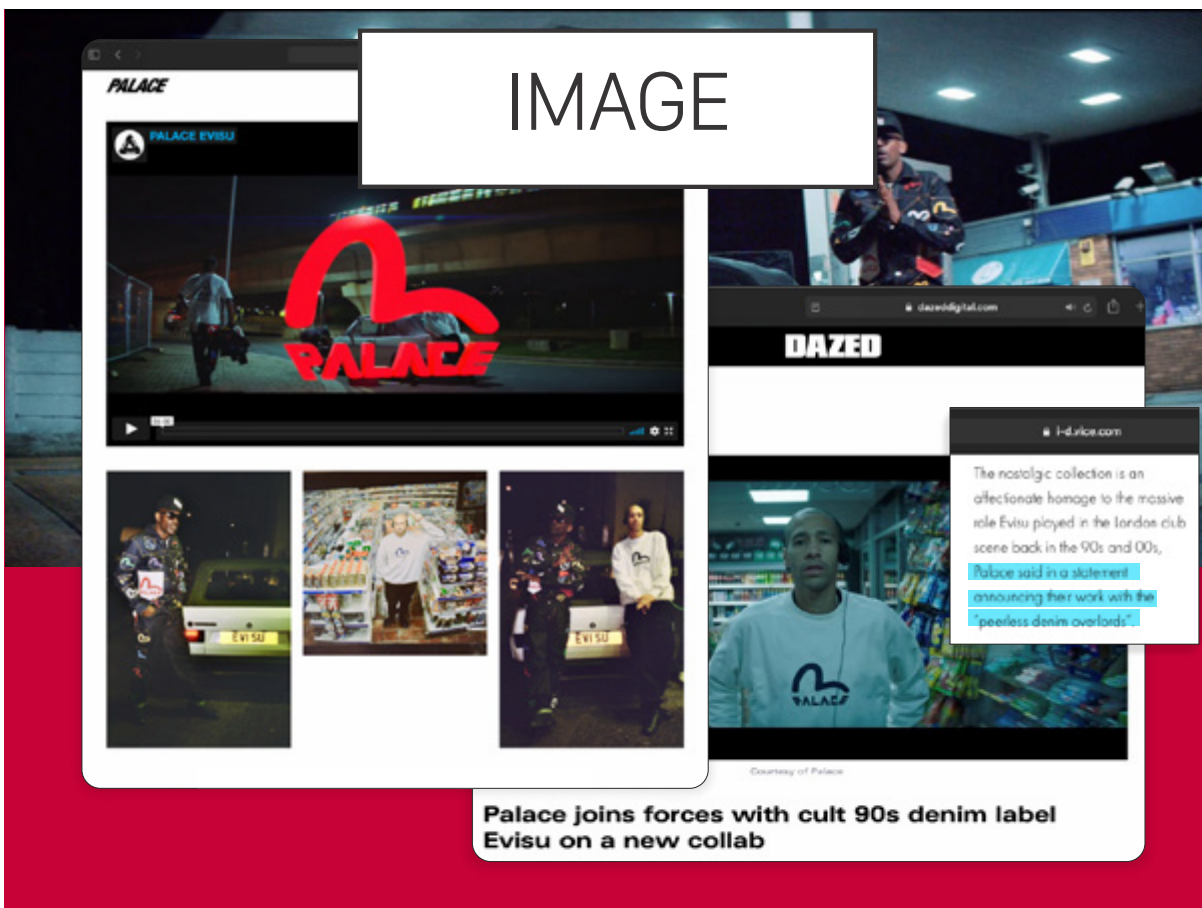 IMAGE
PALACE
PALACE EVISU
PALACE
00:00
EVISU
EVISU
dazeddigital.com
DAZED
PALACE
Courtesy of Palace
Palace joins forces with cult 90s denim label
Evisu on a new collab
i-d.vice.com
The nostalgic collection is an
affectionate homage to the massive
role Evisu played in the London club
scene back in the 90s and 00s,
Palace said in a statement
announcing their work with the
"peerless denim overlords".